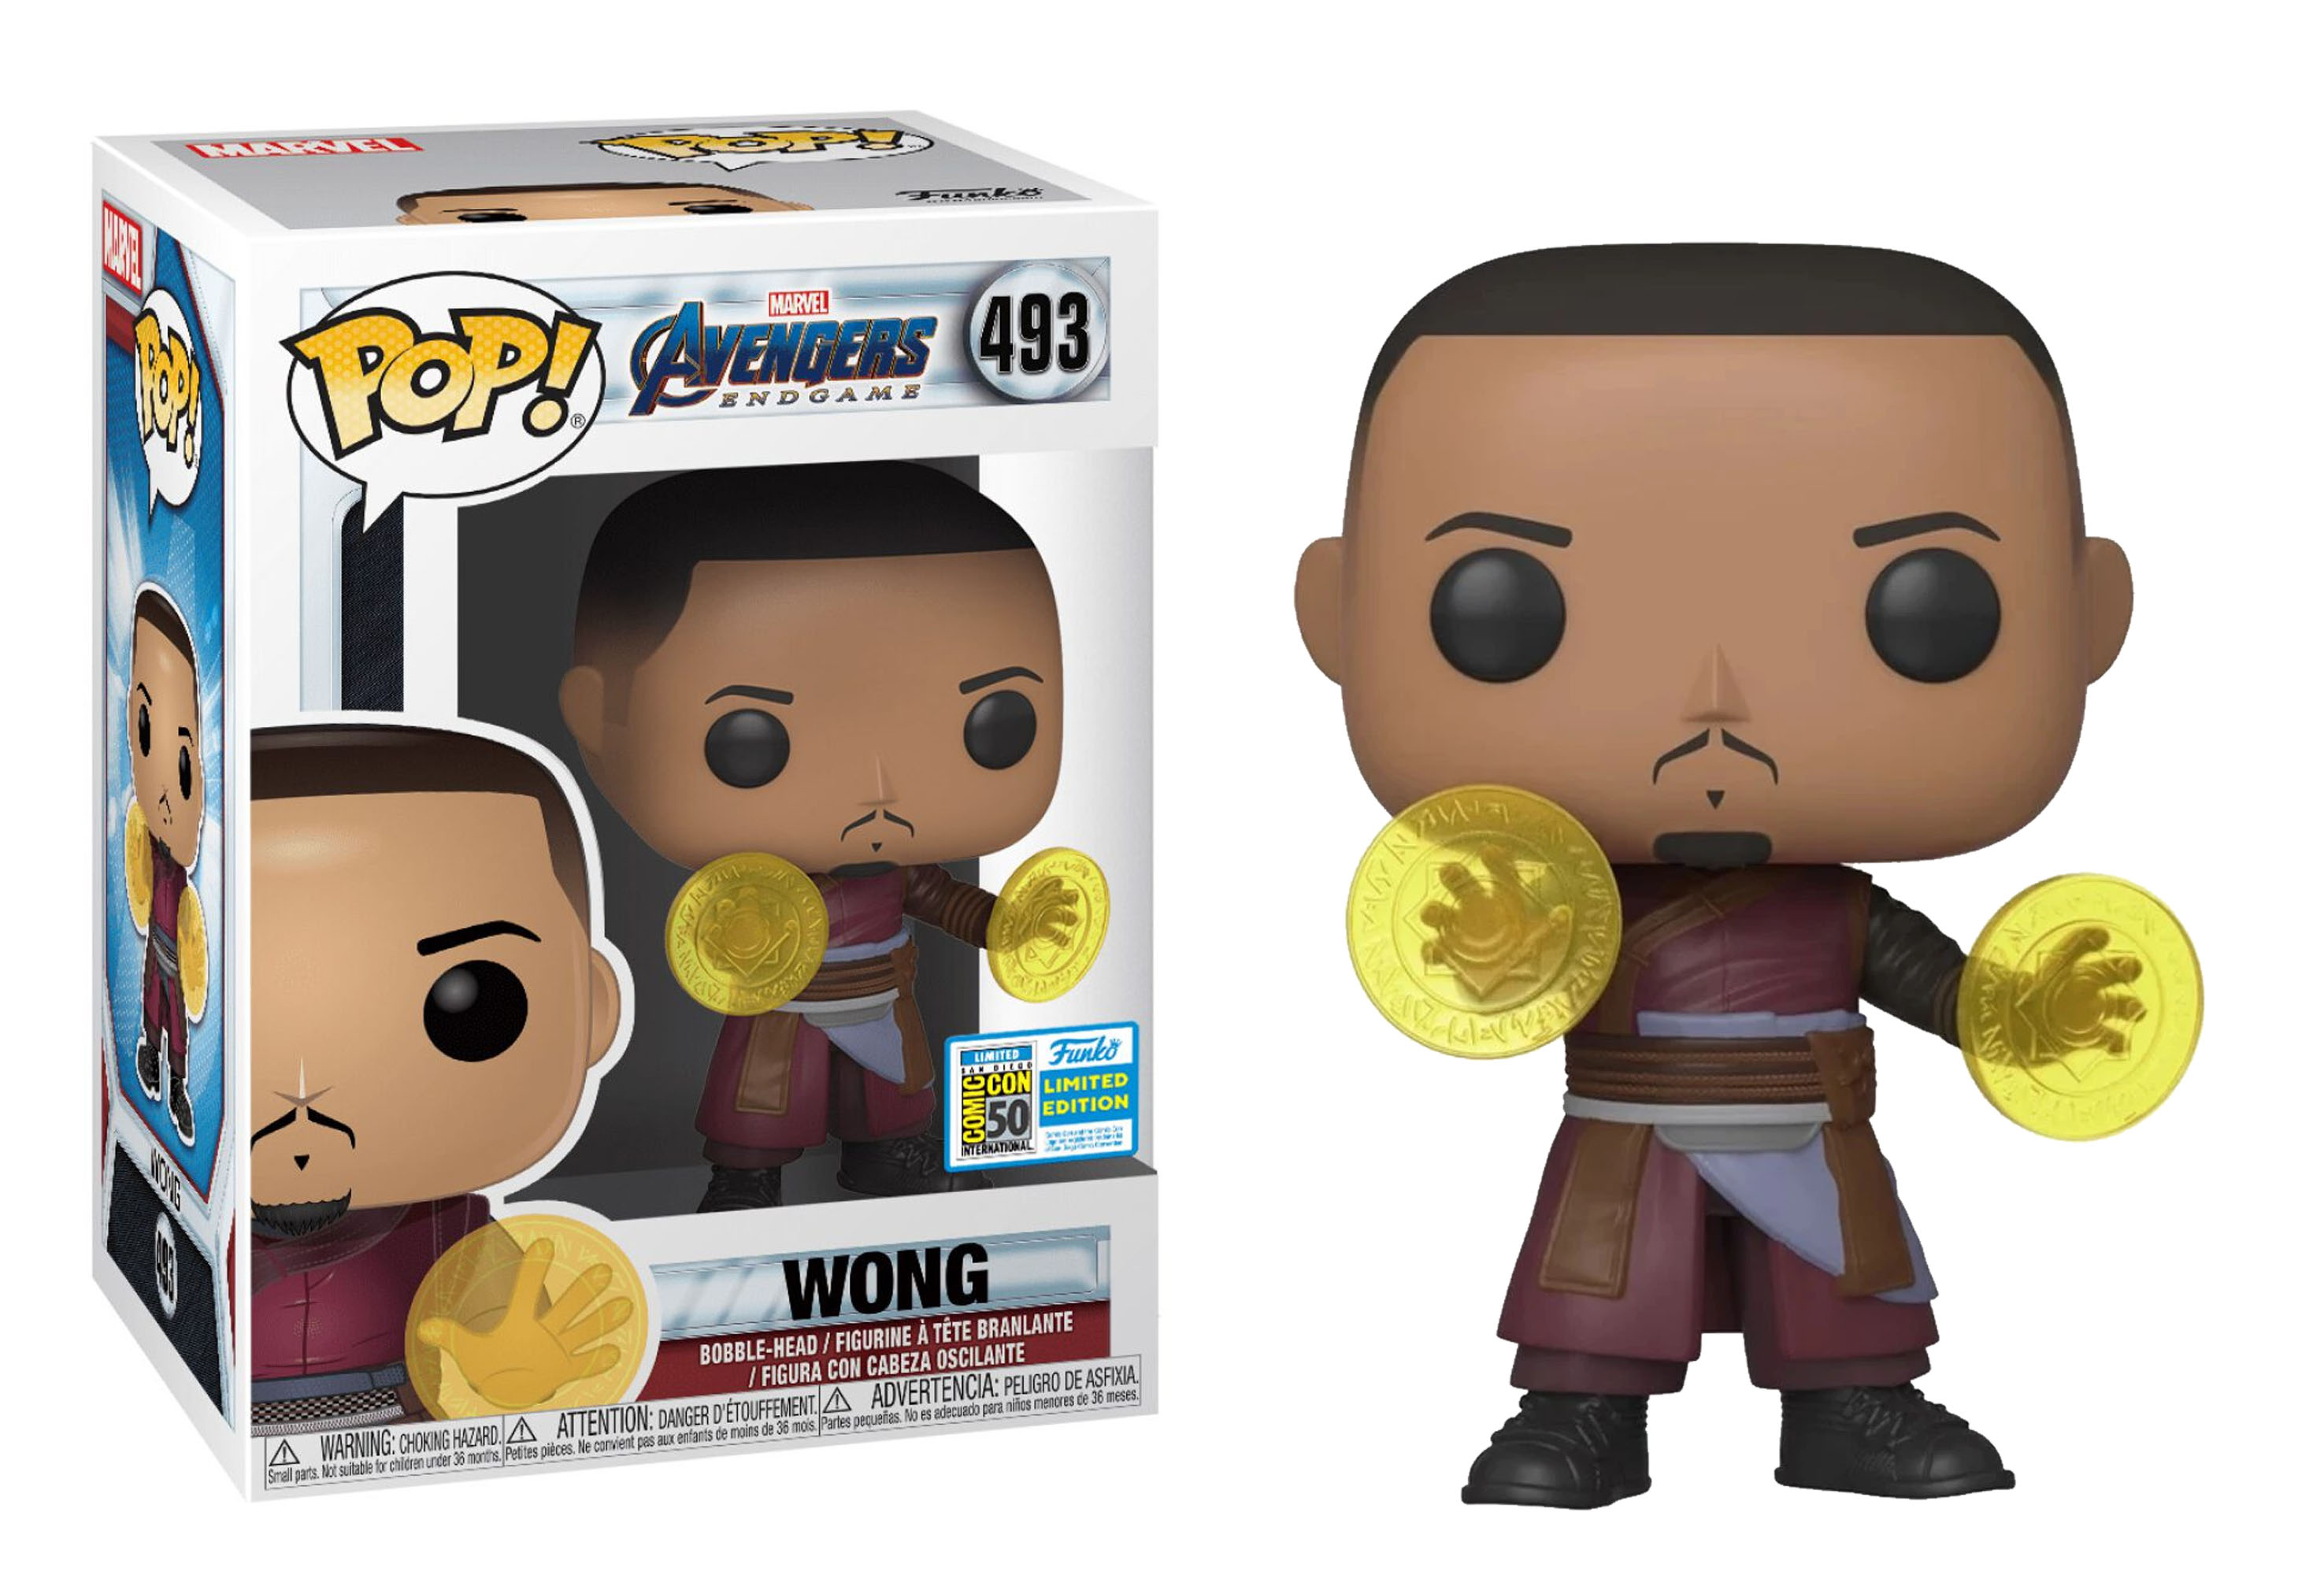 MARVEL
POP!
Funko
MARVEL
POP!
WONG
493
POP!®
MARVEL
AVENGERS
ENDGAME
493
LIMITED
SAN DIEGO
COMIC CON
50
INTERNATIONAL
Funko
LIMITED
EDITION
WONG
BOBBLE-HEAD / FIGURINE À TÊTE BRANLANTE
/ FIGURA CON CABEZA OSCILANTE
WARNING: CHOKING HAZARD.
Small parts. Not suitable for children under 36 months.
ATTENTION: DANGER D'ÉTOUFFEMENT.
Petites pièces. Ne convient pas aux enfants de moins de 36 mois.
ADVERTENCIA: PELIGRO DE ASFIXIA.
Partes pequeñas. No es adecuado para niños menores de 36 meses.